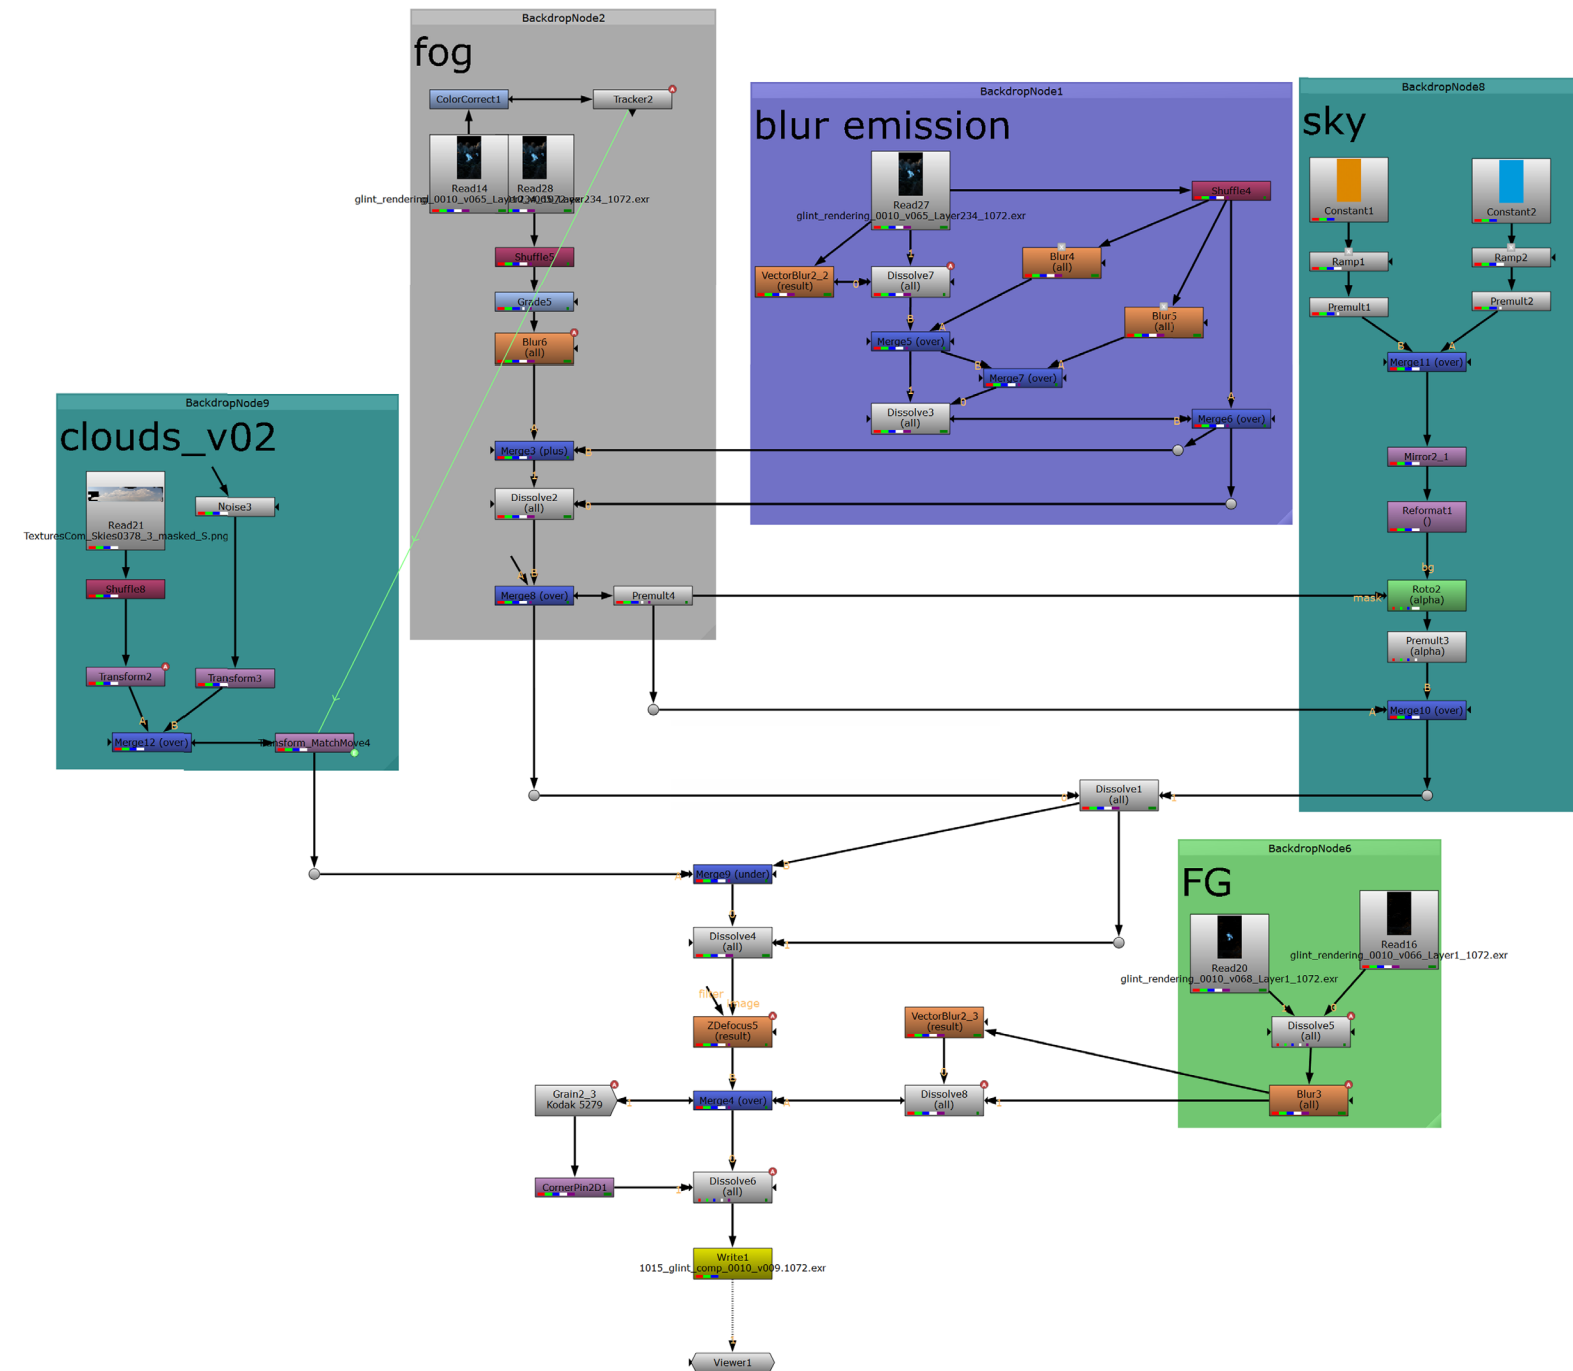 BackdropNode2
fog
ColorCorrect1
Tracker2
Read14
Read28
Shuffle5
Grade5
Blur6
(all)
Merge3 (plus)
Dissolve2
(all)
A
B
Merge8 (over)
Premult4
BackdropNode1
blur emission
Read27
glint_rendering_0010_v065_Layer234_1072.exr
Shuffle4
VectorBlur2_2
(result)
Dissolve7
(all)
Blur4
(all)
Blur5
(all)
B
A
Merge5 (over)
B
A
Merge7 (over)
Dissolve3
(all)
A
B
Merge6 (over)
BackdropNode8
sky
Constant1
Constant2
Ramp1
Ramp2
Premult1
Premult2
B
A
Merge11 (over)
Mirror2_1
Reformat1
()
bg
mask
Roto2
(alpha)
Premult3
(alpha)
B
A
Merge10 (over)
BackdropNode9
clouds_v02
Read21
TexturesCom_Skies0378_3_masked_S.png
Noise3
Shuffle8
Transform2
Transform3
A
B
Merge12 (over)
Transform_MatchMove4
Dissolve1
(all)
A
B
Merge9 (under)
Dissolve4
(all)
filter
image
ZDefocus5
(result)
BackdropNode6
FG
Read20
glint_rendering_0010_v068_Layer1_1072.exr
Read16
glint_rendering_0010_v066_Layer1_1072.exr
Dissolve5
(all)
Blur3
(all)
VectorBlur2_3
(result)
Dissolve8
(all)
Merge4 (over)
Grain2_3
Kodak 5279
CornerPin2D1
Dissolve6
(all)
Write1
1015_glint_comp_0010_v009.1072.exr
Viewer1